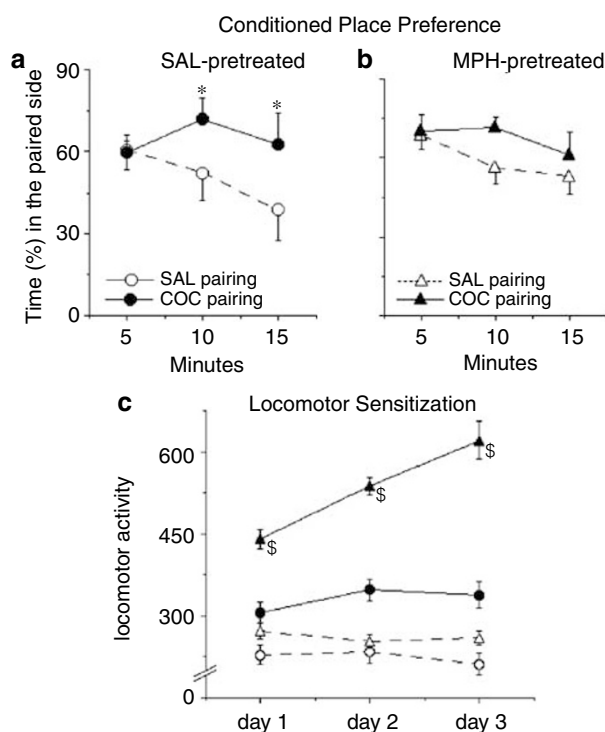 Conditioned Place Preference
a SAL-pretreated
b MPH-pretreated
Time (%) in the paired side
90
60
30
0
* *
SAL pairing
COC pairing
5 10 15
Minutes
SAL pairing
COC pairing
5 10 15
Minutes
c Locomotor Sensitization
locomotor activity
600
450
300
0
$ $ $
day 1 day 2 day 3